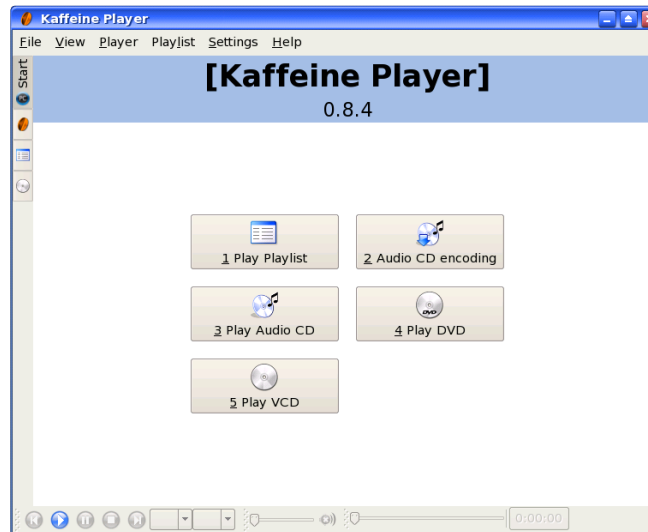 Kaffeine Player
File View Player Playlist Settings Help
Start
[Kaffeine Player]
0.8.4
1 Play Playlist
2 Audio CD encoding
3 Play Audio CD
4 Play DVD
5 Play VCD
0:00:00